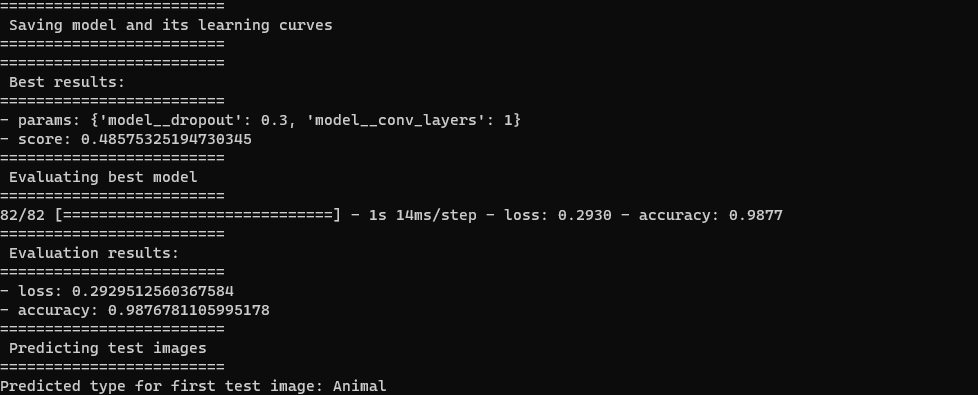 =========================
Saving model and its learning curves
=========================
=========================
Best results:
=========================
- params: {'model__dropout': 0.3, 'model__conv_layers': 1}
- score: 0.48575325194730345
=========================
Evaluating best model
=========================
82/82 [==============================] - 1s 14ms/step - loss: 0.2930 - accuracy: 0.9877
=========================
Evaluation results:
=========================
- loss: 0.2929512560367584
- accuracy: 0.9876781105995178
=========================
Predicting test images
=========================
Predicted type for first test image: Animal